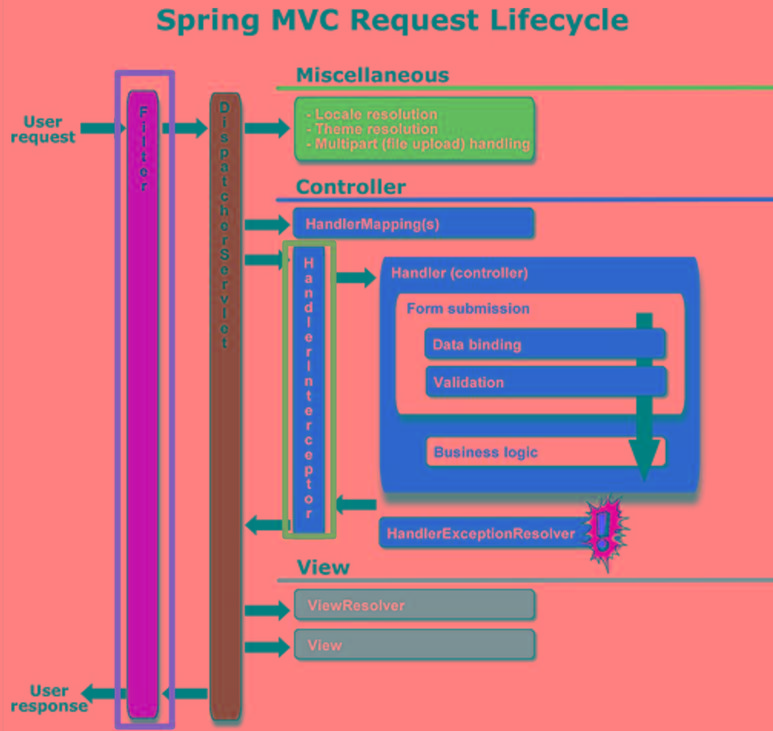 Spring MVC Request Lifecycle
Miscellaneous
User
request
Filter
DispatcherServlet
- Locale resolution
- Theme resolution
- Multipart (file upload) handling
Controller
HandlerMapping(s)
HandlerInterceptor
Handler (controller)
Form submission
Data binding
Validation
Business logic
HandlerExceptionResolver
!
View
ViewResolver
View
User
response